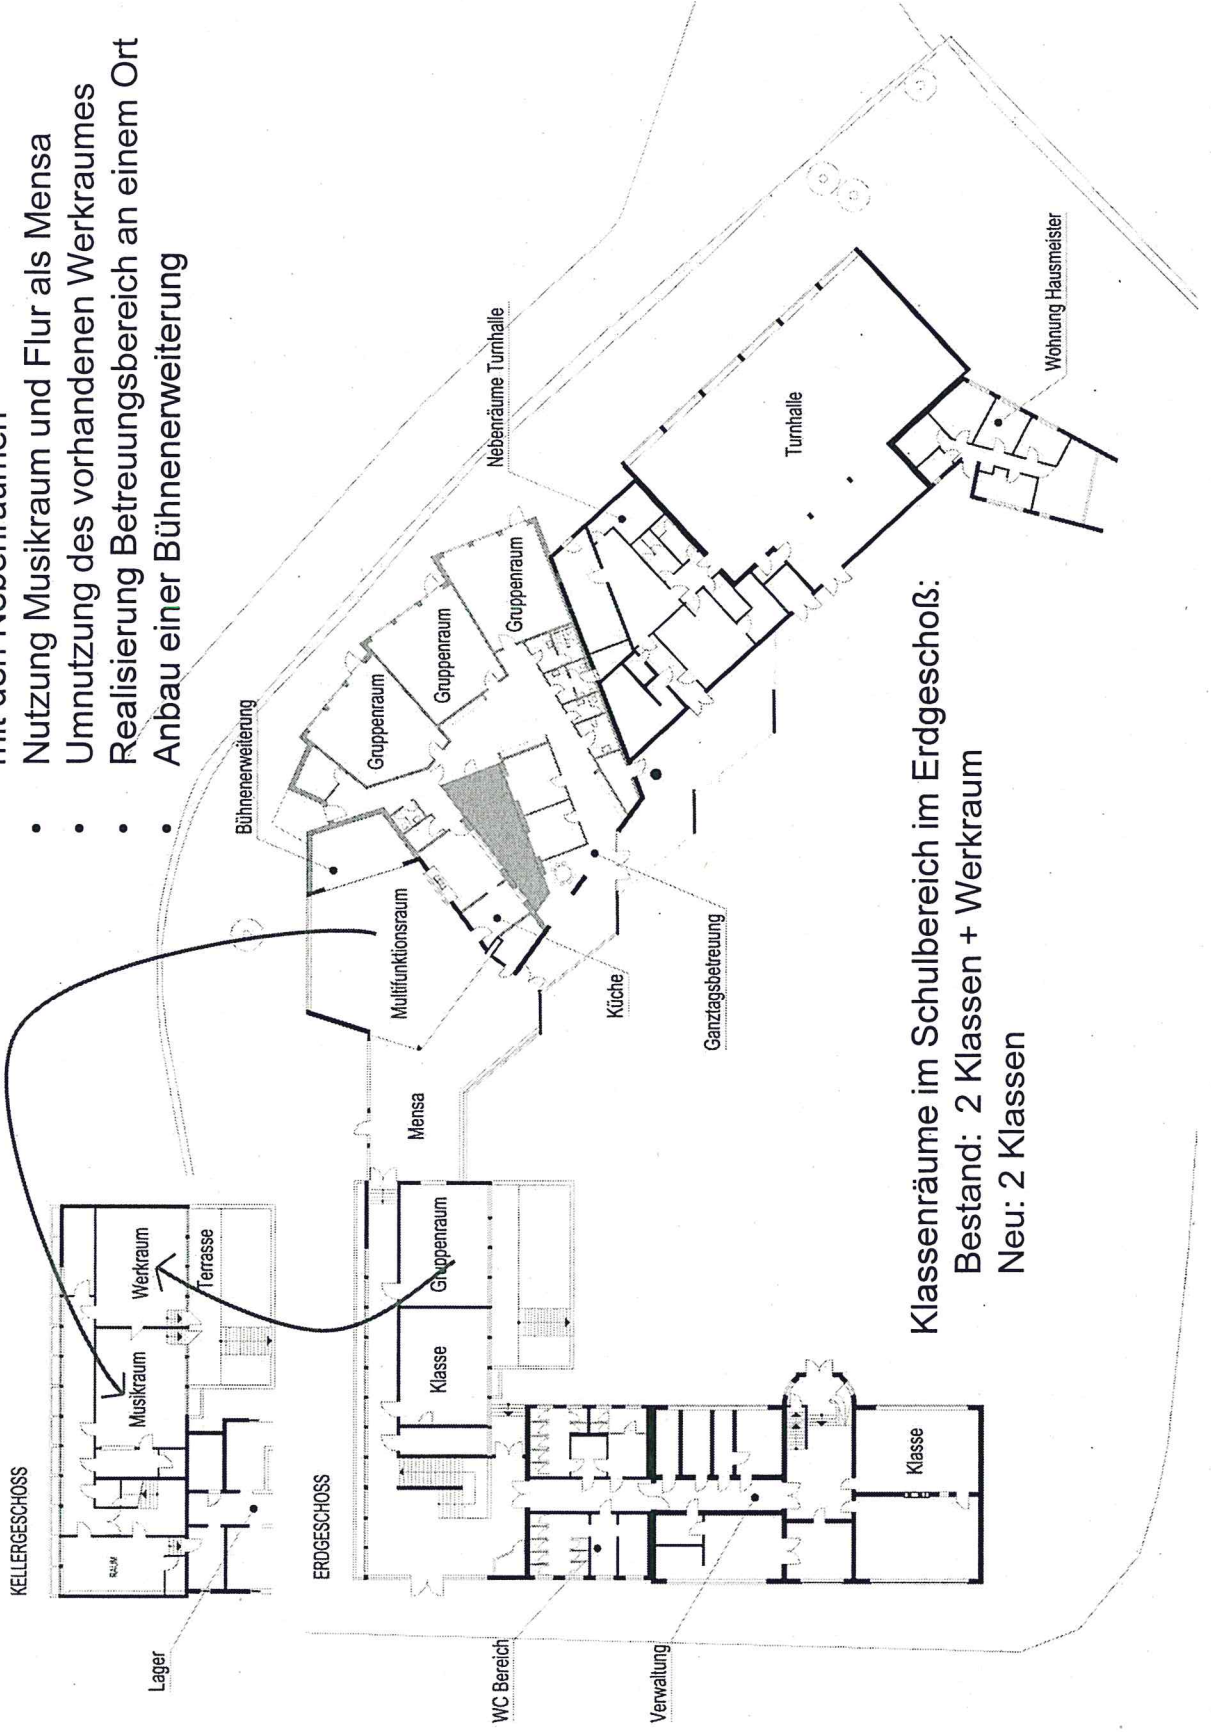 mit den Nebenräumen
• Nutzung Musikraum und Flur als Mensa
• Umnutzung des vorhandenen Werkraumes
• Realisierung Betreuungsbereich an einem Ort
• Anbau einer Bühnenerweiterung
KELLERGESCHOSS
RAUM
Musikraum
Werkraum
Terrasse
Lager
ERDGESCHOSS
Klasse
Gruppenraum
Mensa
Multifunktionsraum
Bühnenerweiterung
Gruppenraum
Gruppenraum
Gruppenraum
Nebenräume Turnhalle
Turnhalle
Wohnung Hausmeister
Küche
Ganztagsbetreuung
WC Bereich
Verwaltung
Klasse
Klassenräume im Schulbereich im Erdgeschoß:
Bestand: 2 Klassen + Werkraum
Neu: 2 Klassen